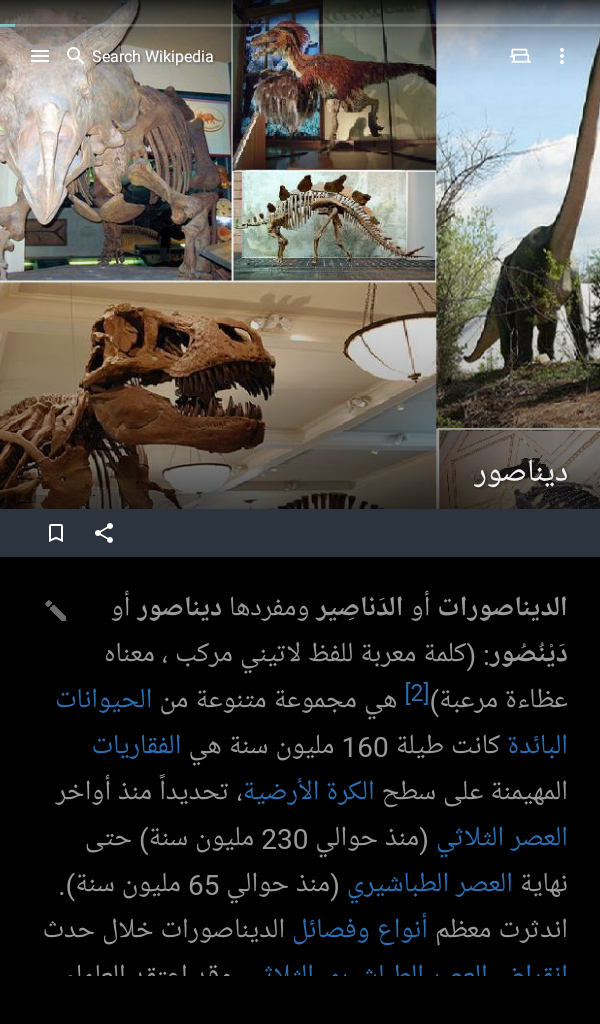 Search Wikipedia
ديناصور
الديناصورات أو الدَناصِير ومفردها ديناصور أو
دَيْنُصُور: (كلمة معربة للفظ لاتيني مركب ، معناه
عظاءة مرعبة)[2] هي مجموعة متنوعة من الحيوانات
البائدة كانت طيلة 160 مليون سنة هي الفقاريات
المهيمنة على سطح الكرة الأرضية، تحديداً منذ أواخر
العصر الثلاثي (منذ حوالي 230 مليون سنة) حتى
نهاية العصر الطباشيري (منذ حوالي 65 مليون سنة).
اندثرت معظم أنواع وفصائل الديناصورات خلال حدث